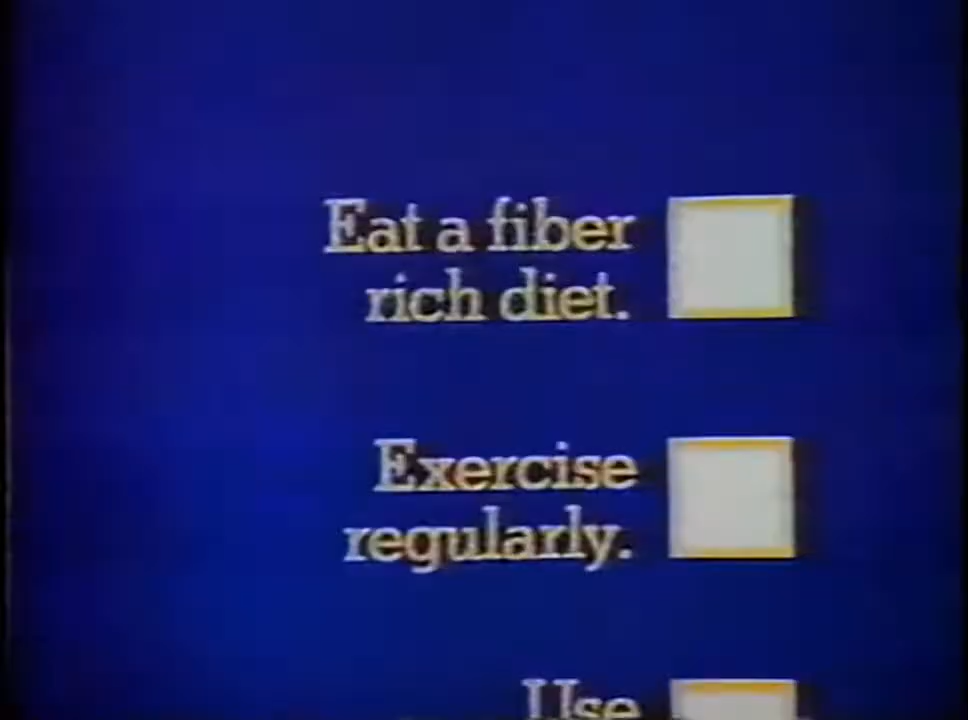 Eat a fiber
rich diet.
Exercise
regularly.
Use